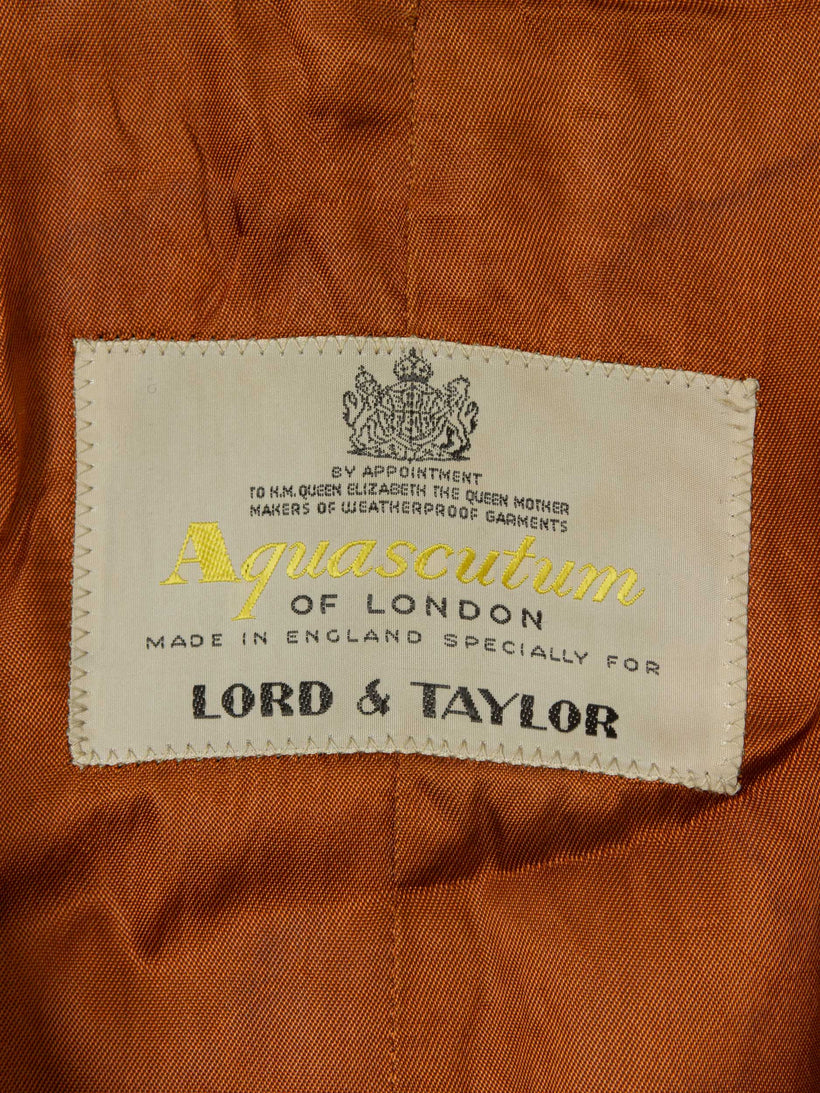 BY APPOINTMENT
TO H.M. QUEEN ELIZABETH THE QUEEN MOTHER
MAKERS OF WEATHERPROOF GARMENTS
Aquascutum
OF LONDON
MADE IN ENGLAND SPECIALLY FOR
LORD & TAYLOR